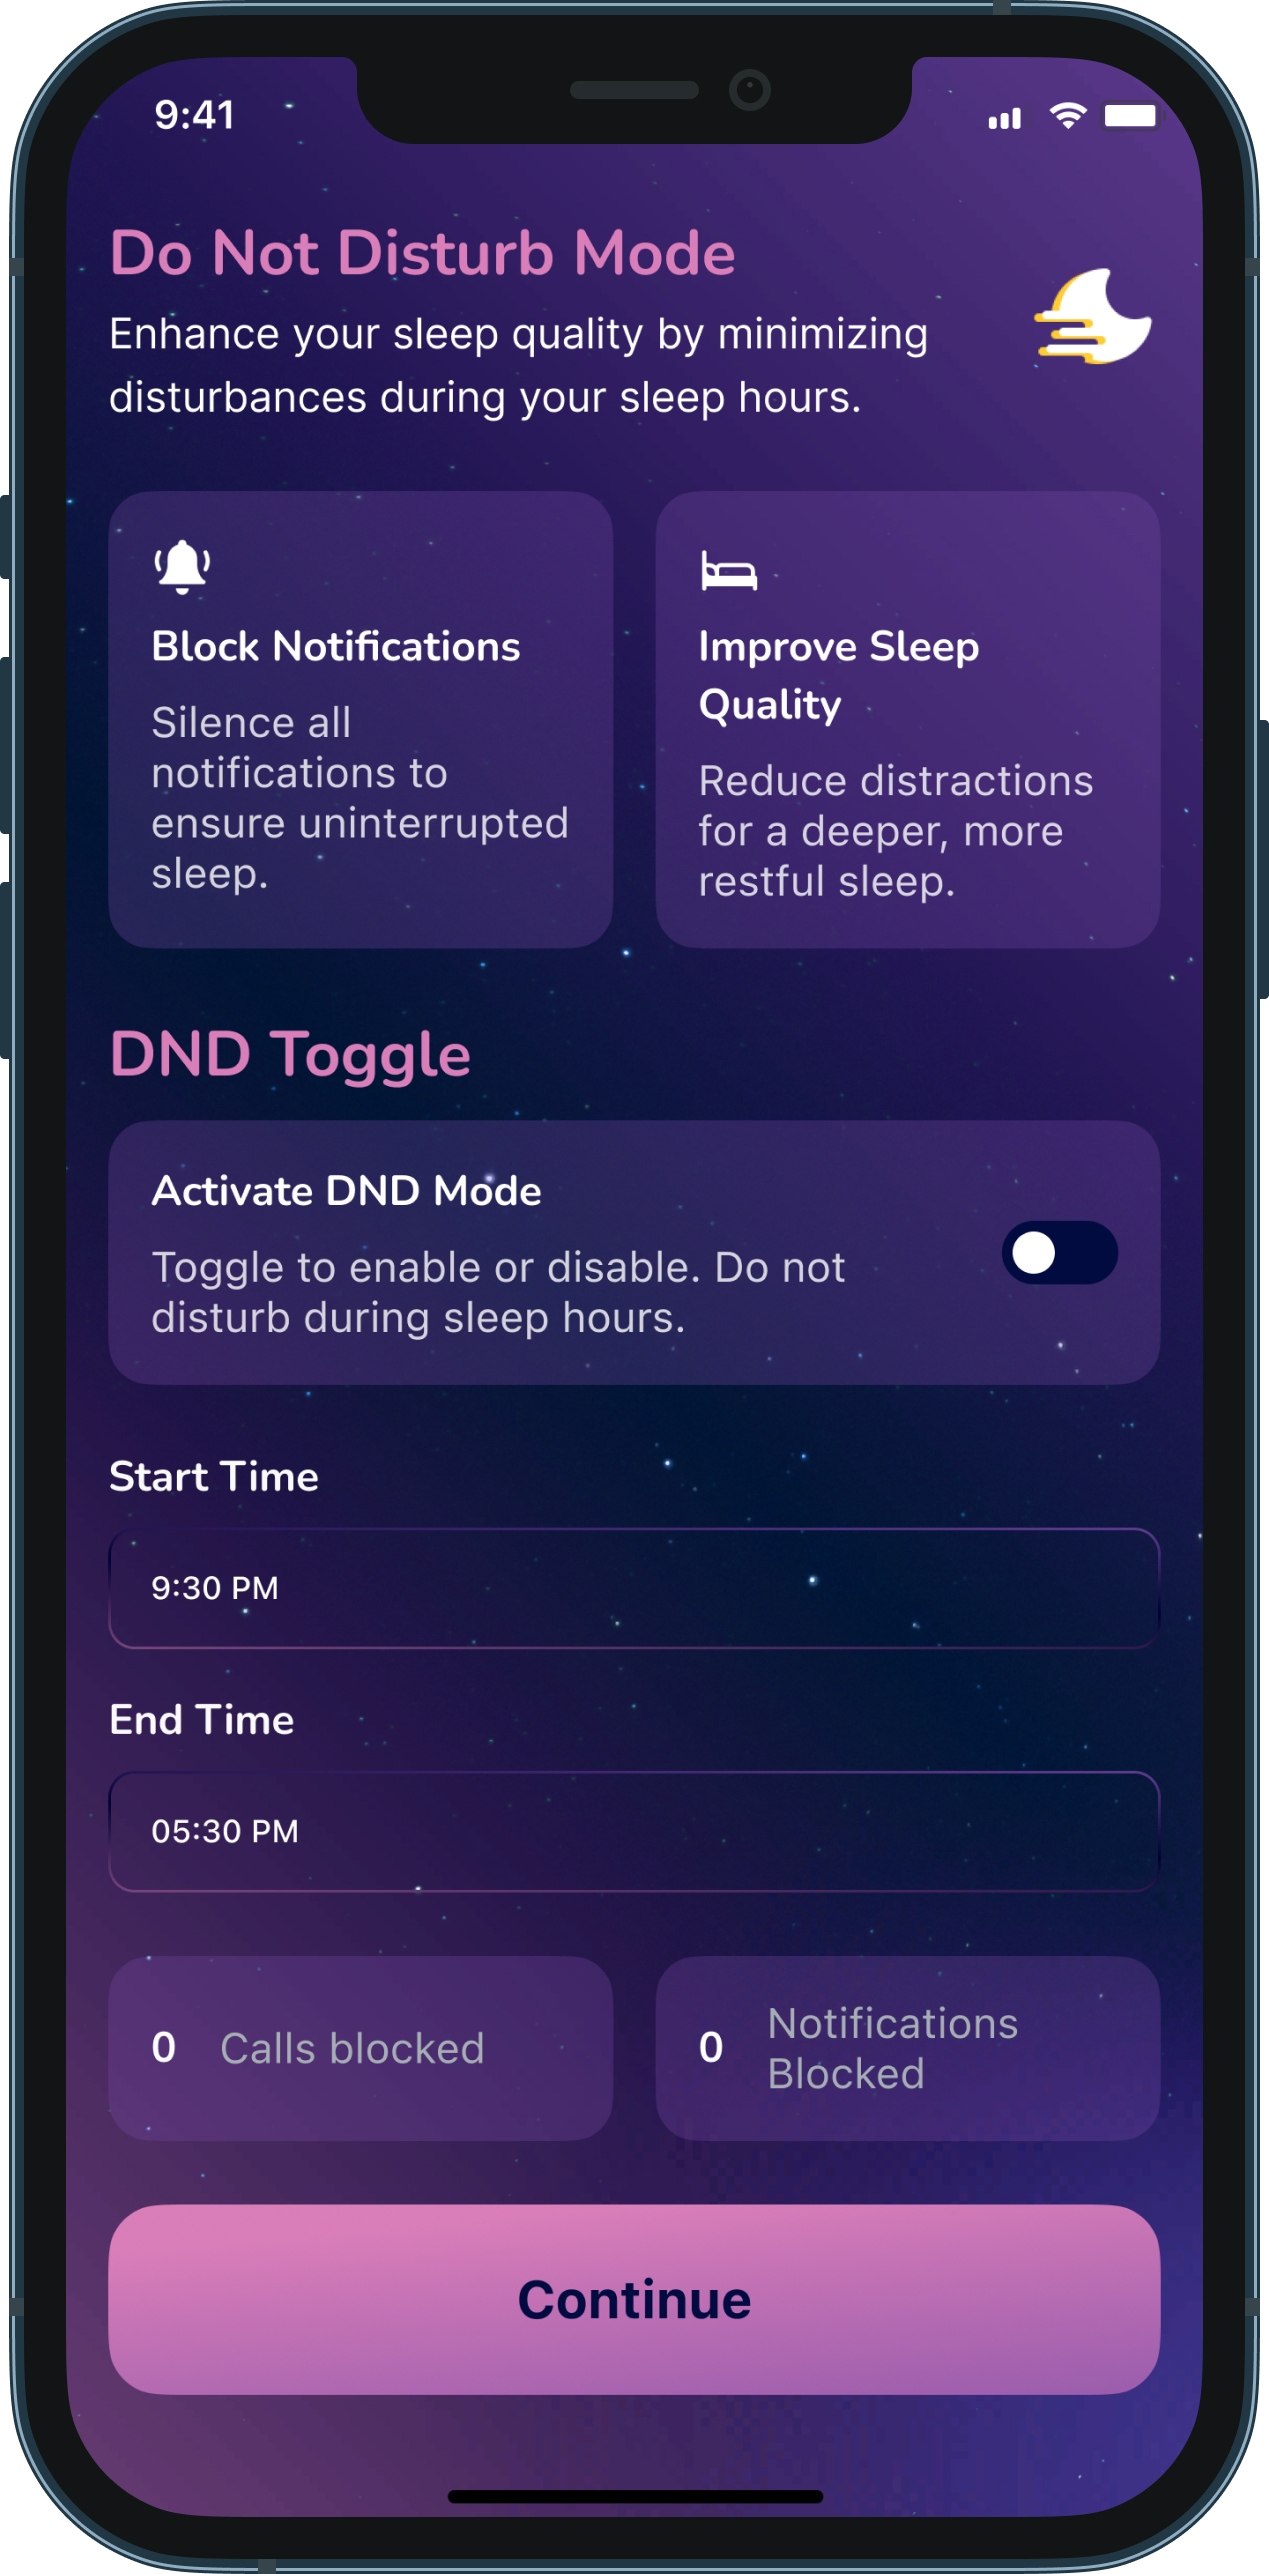 9:41
Do Not Disturb Mode
Enhance your sleep quality by minimizing
disturbances during your sleep hours.
Block Notifications
Silence all
notifications to
ensure uninterrupted
sleep.
Improve Sleep
Quality
Reduce distractions
for a deeper, more
restful sleep.
DND Toggle
Activate DND Mode
Toggle to enable or disable. Do not
disturb during sleep hours.
Start Time
9:30 PM
End Time
05:30 PM
0 Calls blocked
0 Notifications
Blocked
Continue